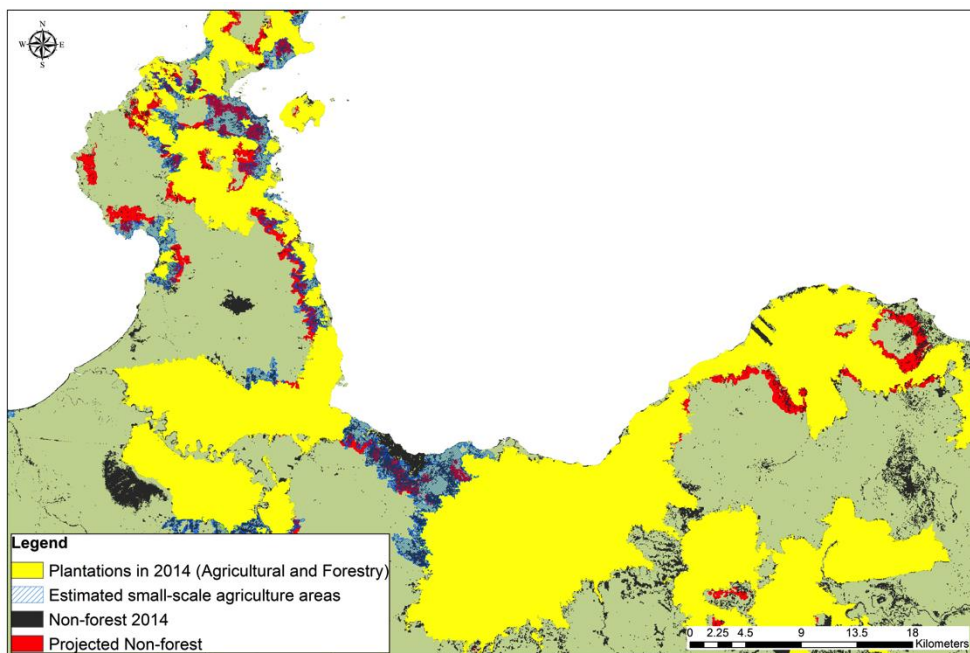 N
W E
S
Legend
Plantations in 2014 (Agricultural and Forestry)
Estimated small-scale agriculture areas
Non-forest 2014
Projected Non-forest
0 2.25 4.5 9 13.5 18
Kilometers